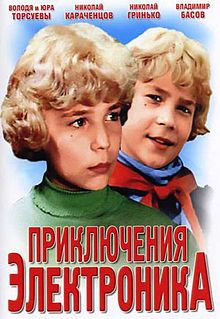 ВОЛОДЯ И ЮРА НИКОЛАЙ НИКОЛАЙ ВЛАДИМИР
ТОРСУЕВЫ КАРАЧЕНЦОВ ГРИНЬКО БАСОВ
ПРИКЛЮЧЕНИЯ
ЭЛЕКТРОНИКА